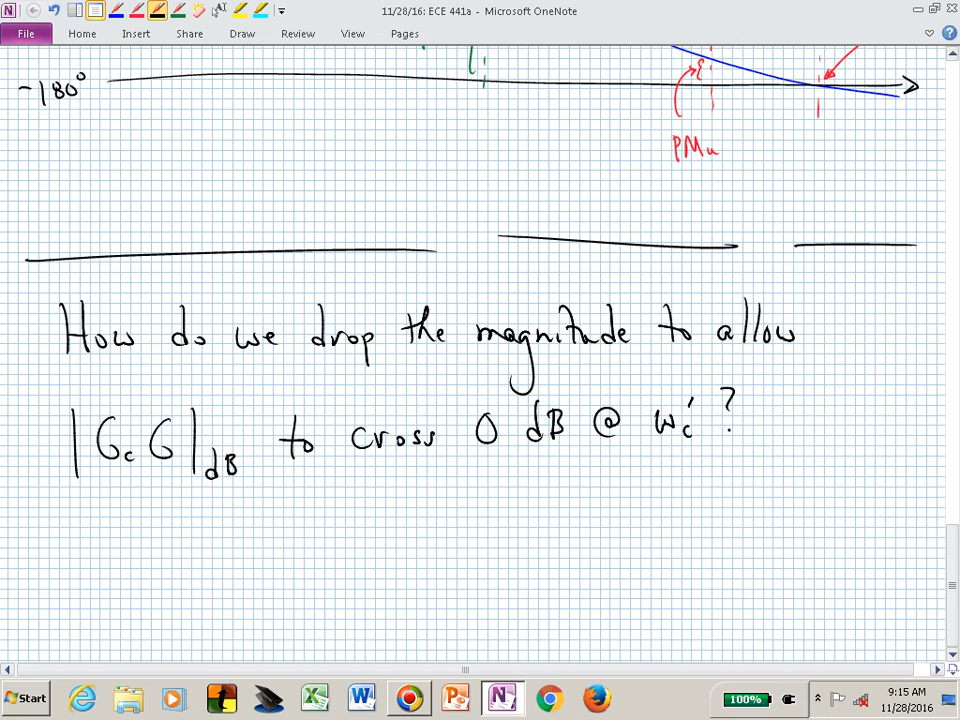 11/28/16: ECE 441a - Microsoft OneNote
File Home Insert Share Draw Review View Pages
-180°
PMu
How do we drop the magnitude to allow
|GcG|dB to cross 0 dB @ wc'?
Start
100%
9:15 AM
11/28/2016